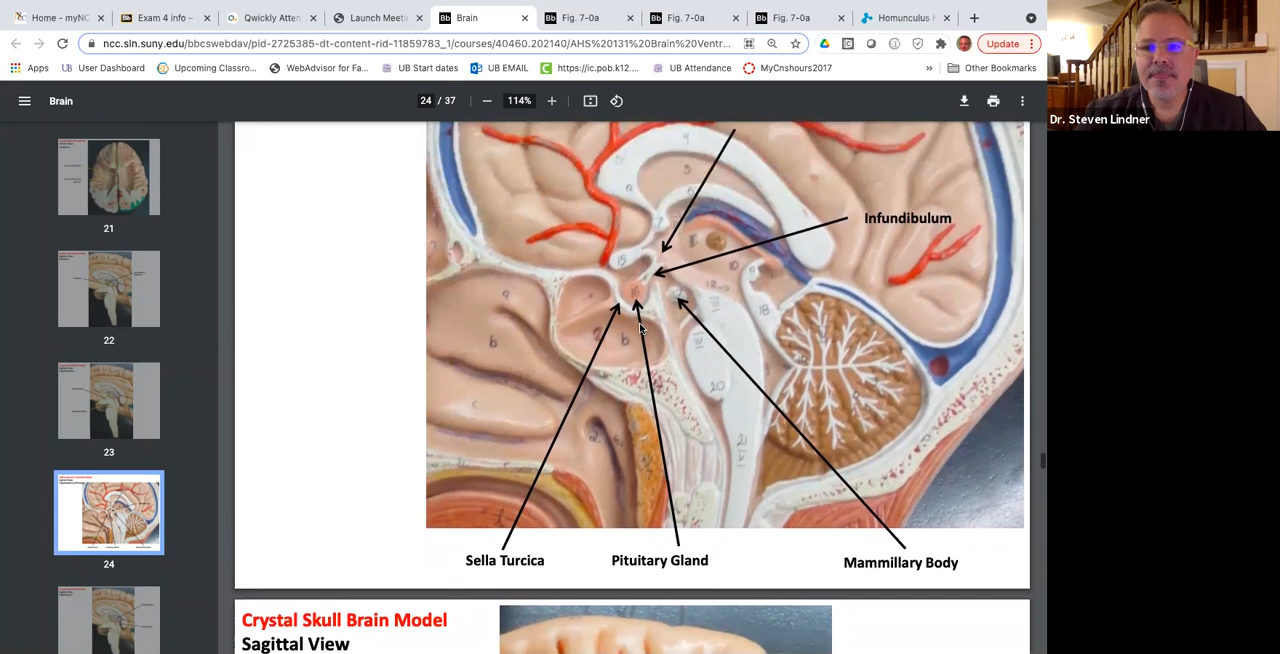 Home - myNC
Exam 4 info -
Qwickly Atten
Launch Meeti
Brain
Fig. 7-0a
Fig. 7-0a
Fig. 7-0a
Homunculus
ncc.sln.suny.edu/bbcswebdav/pid-2725385-dt-content-rid-11859783_1/courses/40460.202140/AHS%20131%20Brain%20Ventr...
Update
Apps
User Dashboard
Upcoming Classro...
WebAdvisor for Fa...
UB Start dates
UB EMAIL
https://ic.pob.k12....
UB Attendance
MyCnshours2017
»
Other Bookmarks
Brain
24 / 37
114%
Dr. Steven Lindner
21
22
23
24
Infundibulum
Sella Turcica
Pituitary Gland
Mammillary Body
Crystal Skull Brain Model
Sagittal View